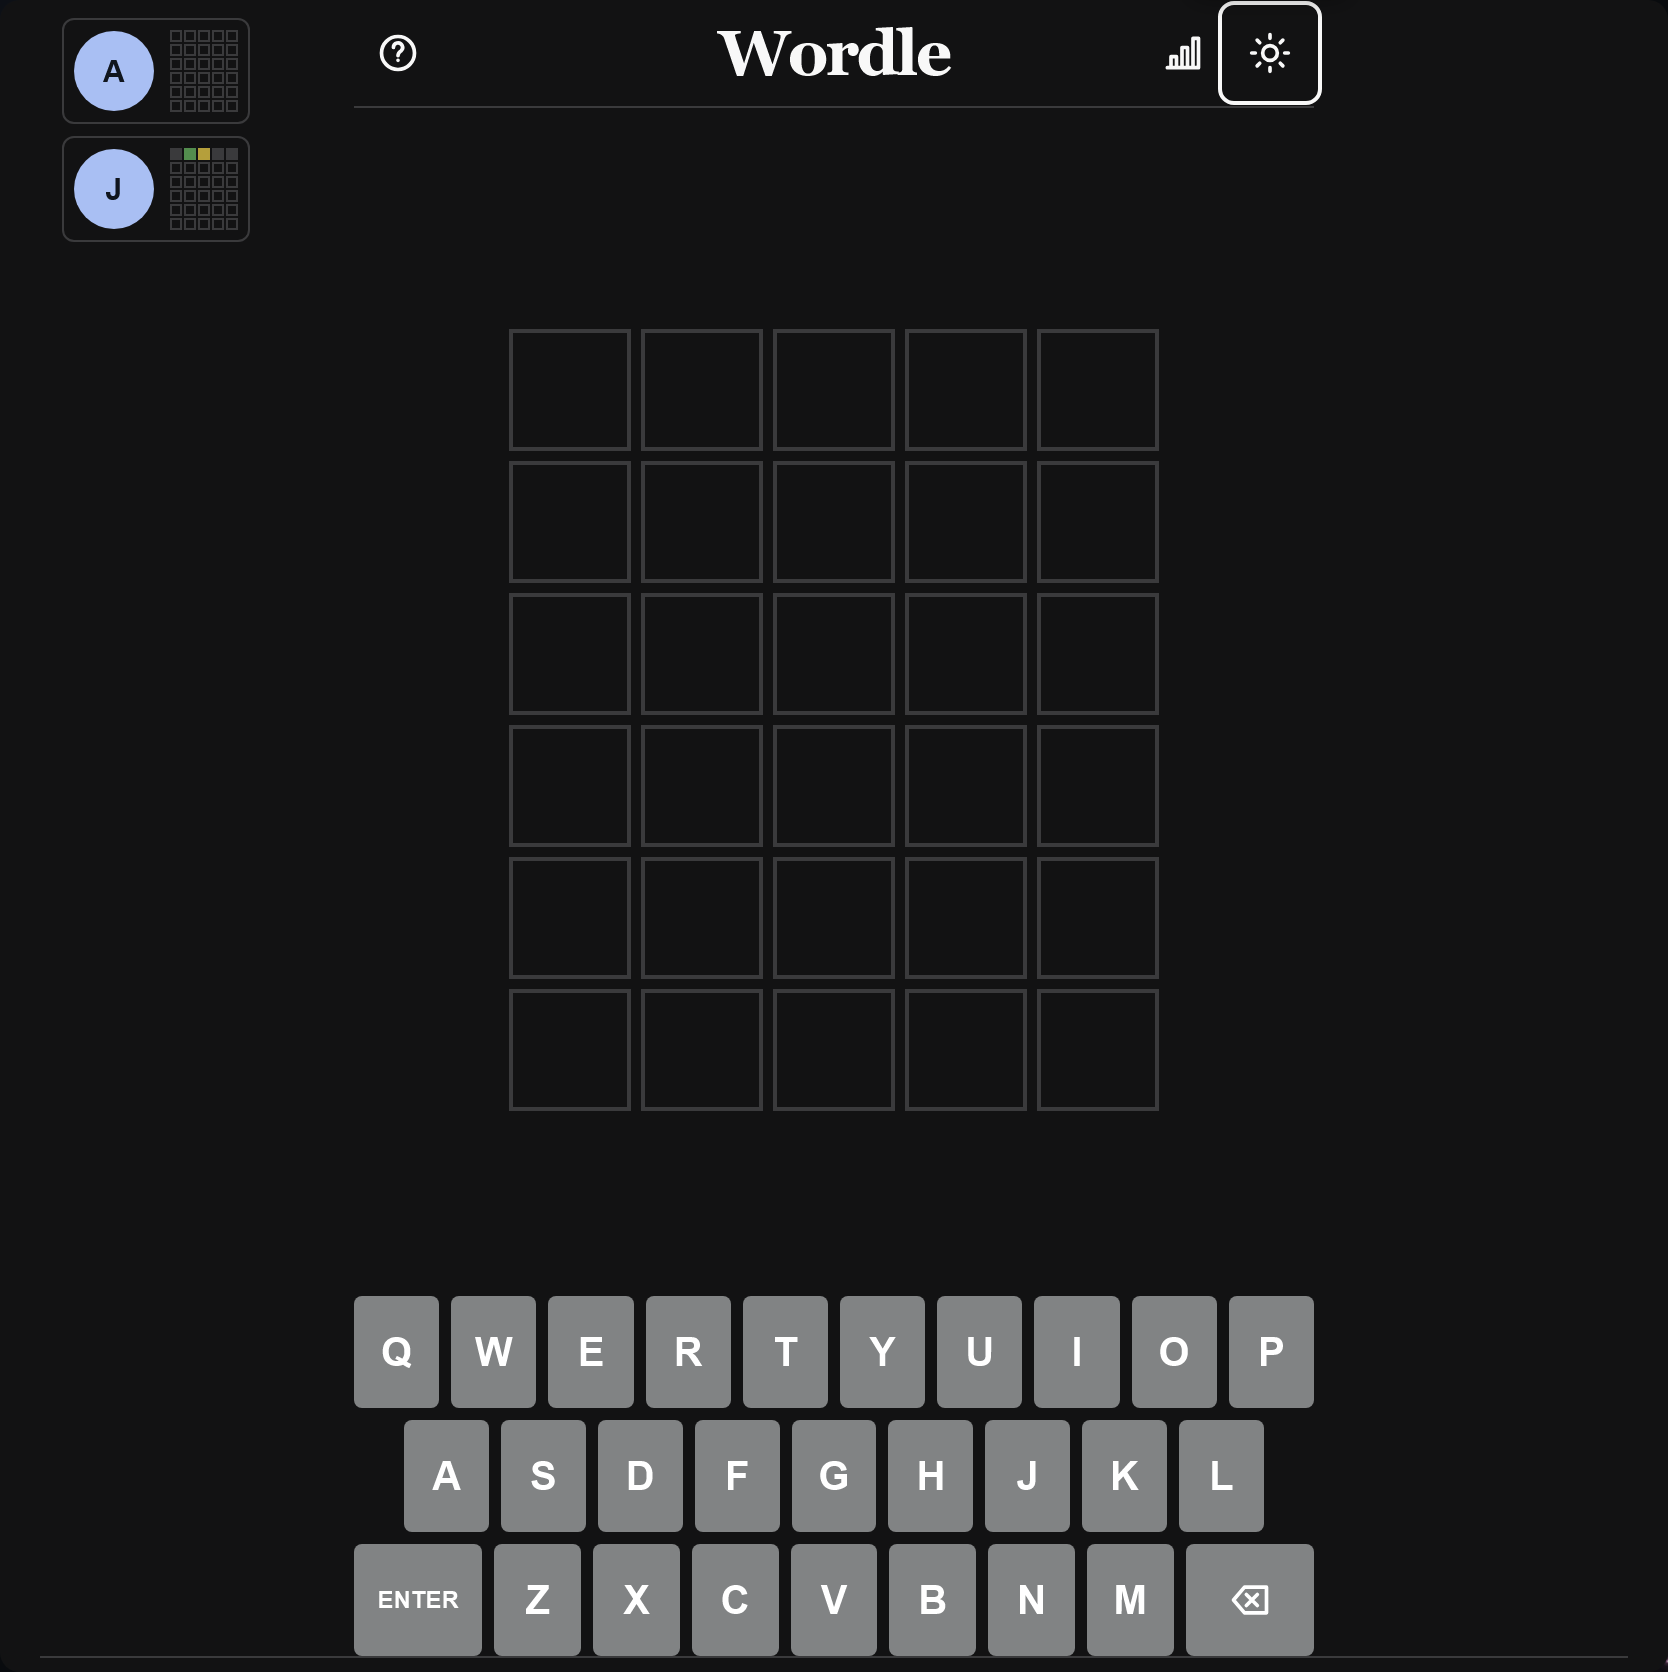 A
J
Wordle
Q W E R T Y U I O P
A S D F G H J K L
ENTER Z X C V B N M